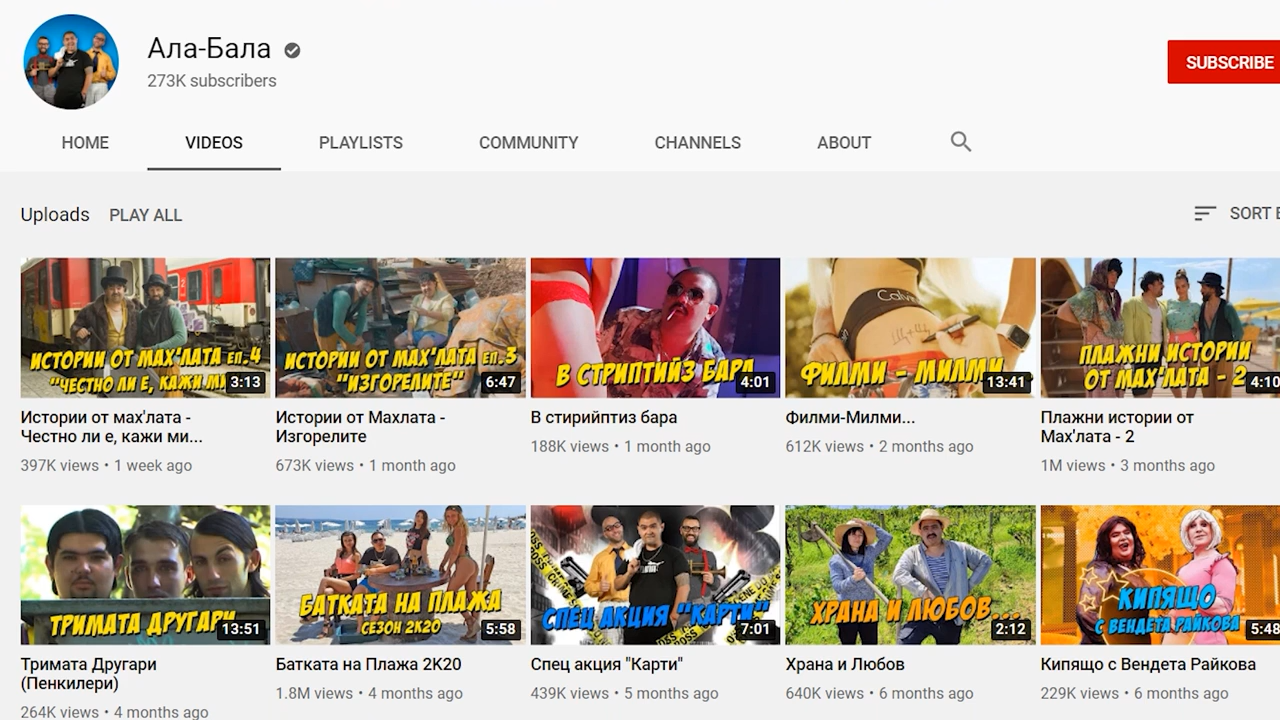 Ала-Бала
273K subscribers
SUBSCRIBE
HOME VIDEOS PLAYLISTS COMMUNITY CHANNELS ABOUT
Uploads PLAY ALL
SORT
ИСТОРИИ ОТ МАХ'ЛАТА ЕП.4
"ЧЕСТНО ЛИ Е, КАЖИ
3:13
ИСТОРИИ ОТ МАХ'ЛАТА ЕП.3
"ИЗГОРЕЛИТЕ"
6:47
В СТРИПТИЙЗ БАРА
4:01
Calvin
ФИЛМИ - МИЛМИ
13:41
ПЛАЖНИ ИСТОРИИ
ОТ МАХ'ЛАТА - 2
4:10
Истории от мах'лата -
Честно ли е, кажи ми...
397K views • 1 week ago
Истории от Махлата -
Изгорелите
673K views • 1 month ago
В стирийптиз бара
188K views • 1 month ago
Филми-Милми...
612K views • 2 months ago
Плажни истории от
Мах'лата - 2
1M views • 3 months ago
ТРИМАТА ДРУГАРИ
13:51
БАТКАТА НА ПЛАЖА
СЕЗОН 2К20
5:58
СПЕЦ АКЦИЯ "КАРТИ"
7:01
ХРАНА И ЛЮБОВ...
2:12
КИПЯЩО
С ВЕНДЕТА РАЙКОВА
5:48
Тримата Другари
(Пенкилери)
264K views • 4 months ago
Батката на Плажа 2К20
1.8M views • 4 months ago
Спец акция "Карти"
439K views • 5 months ago
Храна и Любов
640K views • 6 months ago
Кипящо с Вендета Райкова
229K views • 6 months ago